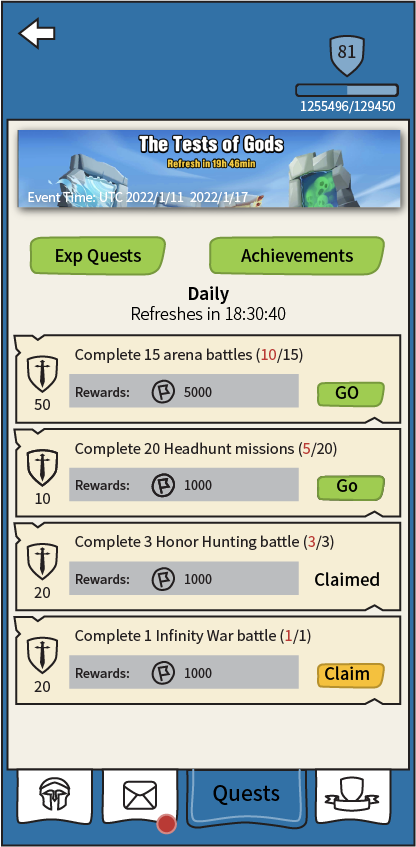 81
1255496/129450
The Tests of Gods
Refresh in 19h 46min
Event Time: UTC 2022/1/11 2022/1/17
Exp Quests
Achievements
Daily
Refreshes in 18:30:40
Complete 15 arena battles (10/15)
50
Rewards: 5000
GO
Complete 20 Headhunt missions (5/20)
10
Rewards: 1000
Go
Complete 3 Honor Hunting battle (3/3)
20
Rewards: 1000
Claimed
Complete 1 Infinity War battle (1/1)
20
Rewards: 1000
Claim
Quests